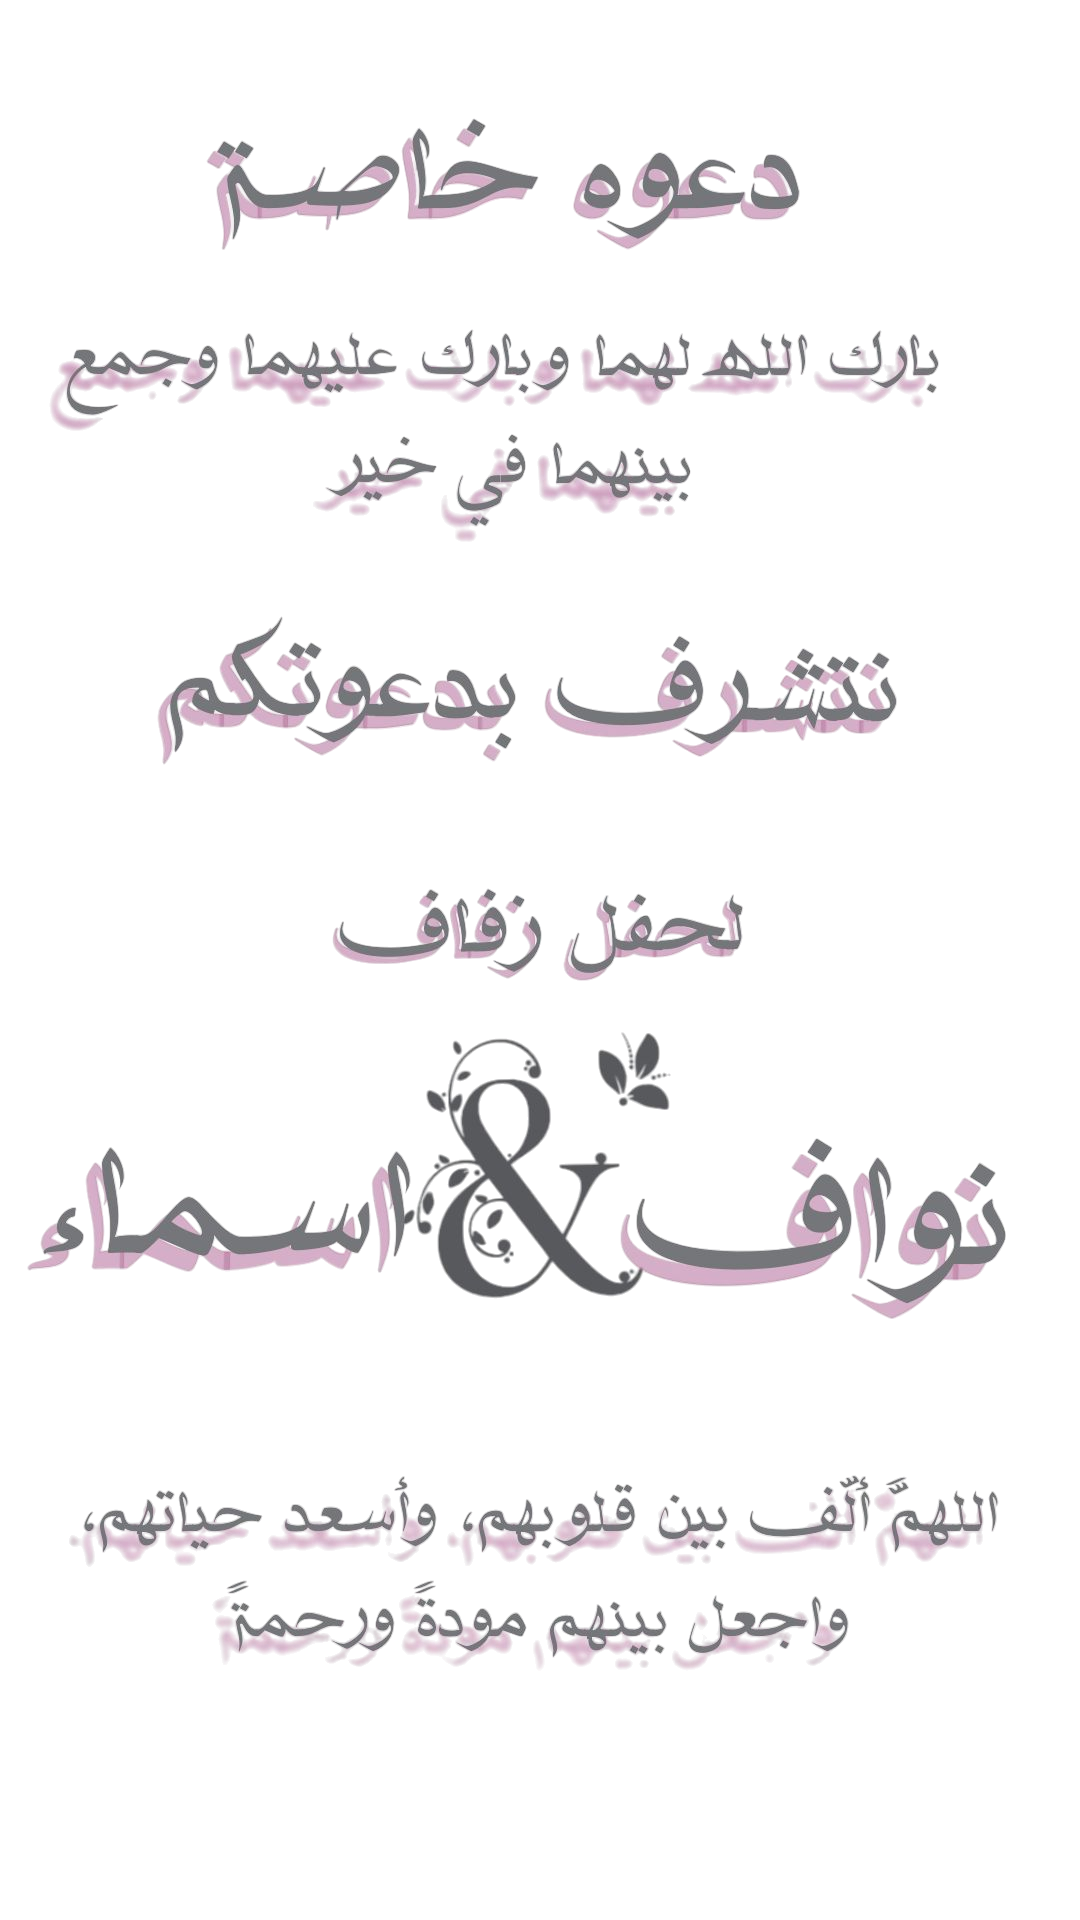 دعوه خاصة
بارك الله لهما وبارك عليهما وجمع
بينهما في خير
نتشرف بدعوتكم
لحفل زفاف
نواف & اسماء
اللهمَّ ألّف بين قلوبهم، وأسعد حياتهم،
واجعل بينهم مودةً ورحمةً